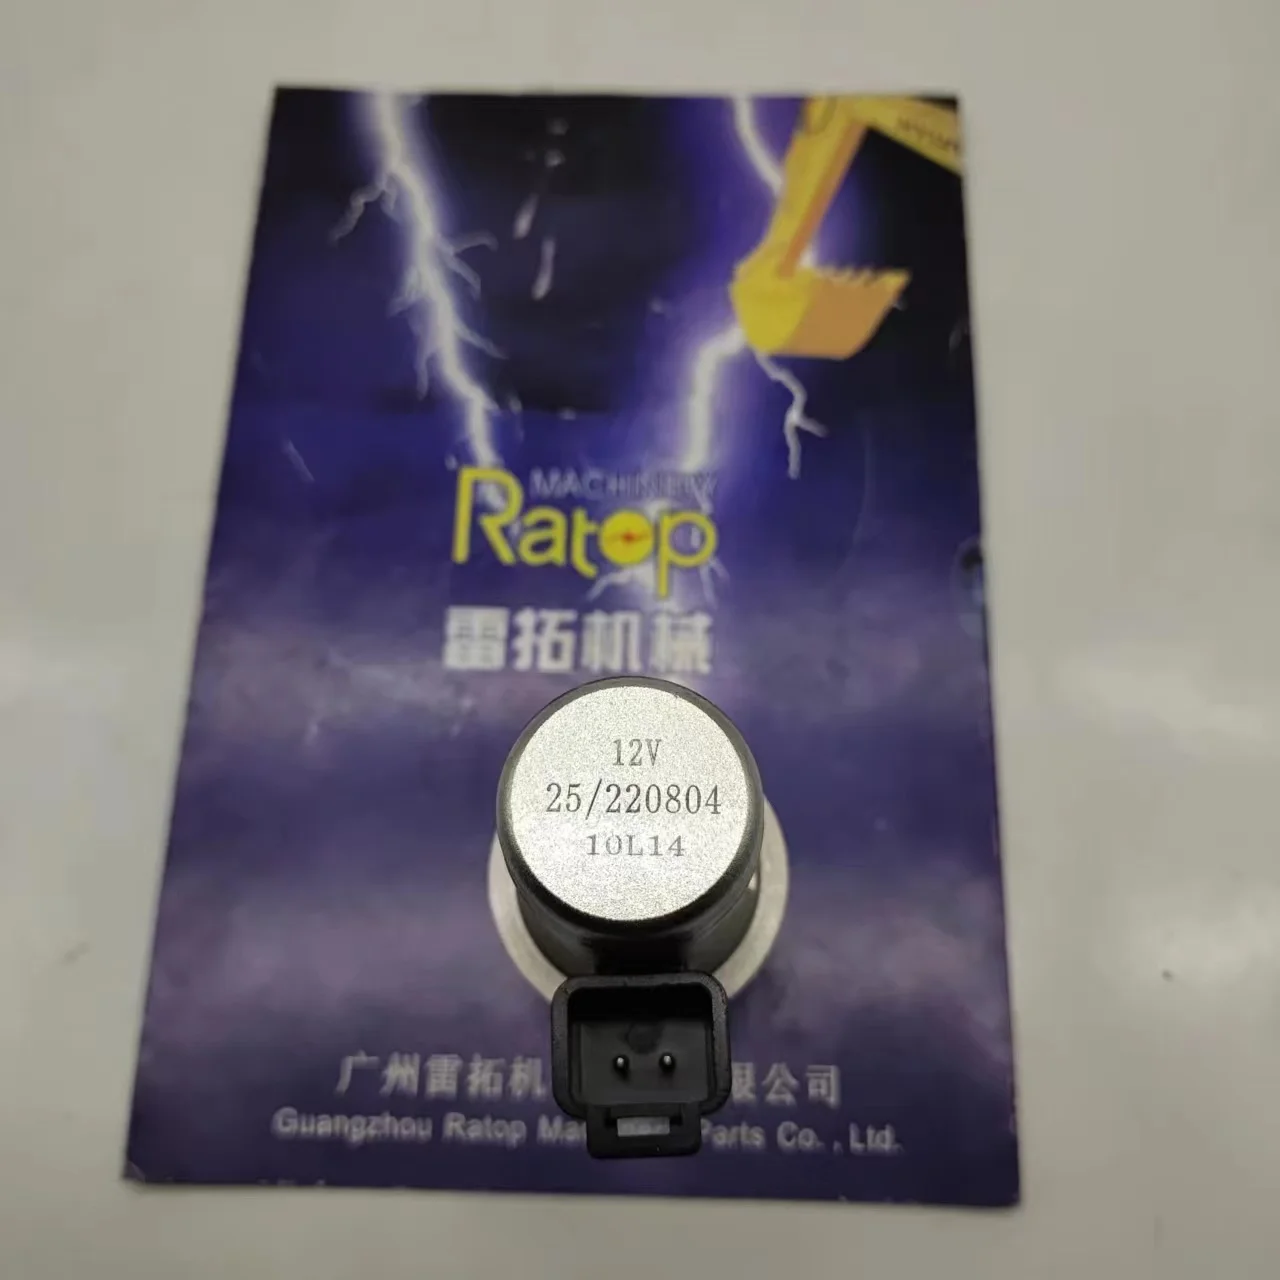 MACHINERY
Ratop
雷拓机械
12V
25/220804
10L14
广州雷拓机 限公司
Guangzhou Ratop Ma Parts Co. , Ltd.